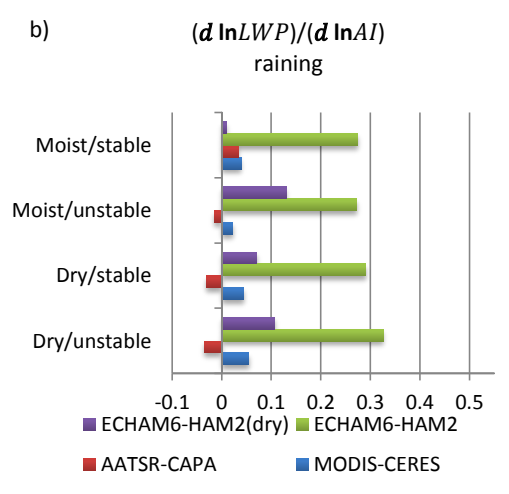 b)
(d lnLWP)/(d lnAI)
raining
Moist/stable
Moist/unstable
Dry/stable
Dry/unstable
-0.1 0 0.1 0.2 0.3 0.4 0.5
ECHAM6-HAM2(dry) ECHAM6-HAM2
AATSR-CAPA MODIS-CERES